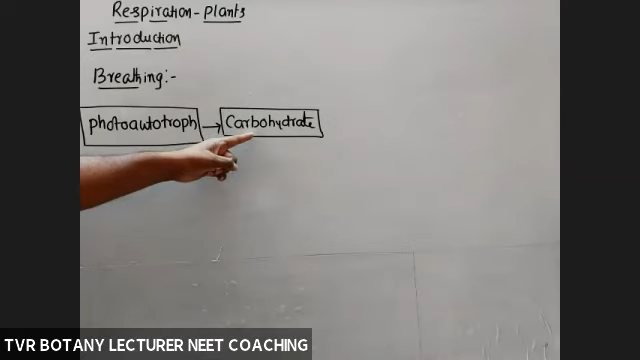 Respiration - Plants
Introduction
Breathing:-
photoautotroph → Carbohydrate
TVR BOTANY LECTURER NEET COACHING